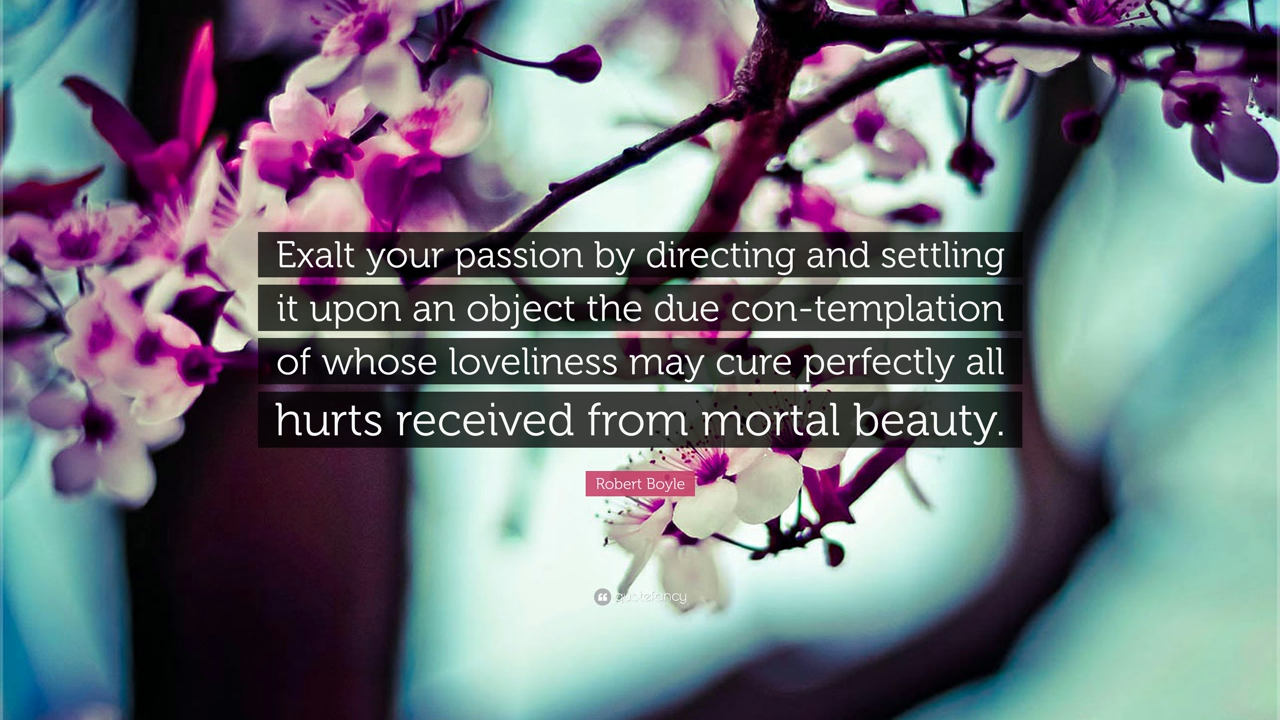 Exalt your passion by directing and settling
it upon an object the due con-templation
of whose loveliness may cure perfectly all
hurts received from mortal beauty.
Robert Boyle
quotefancy